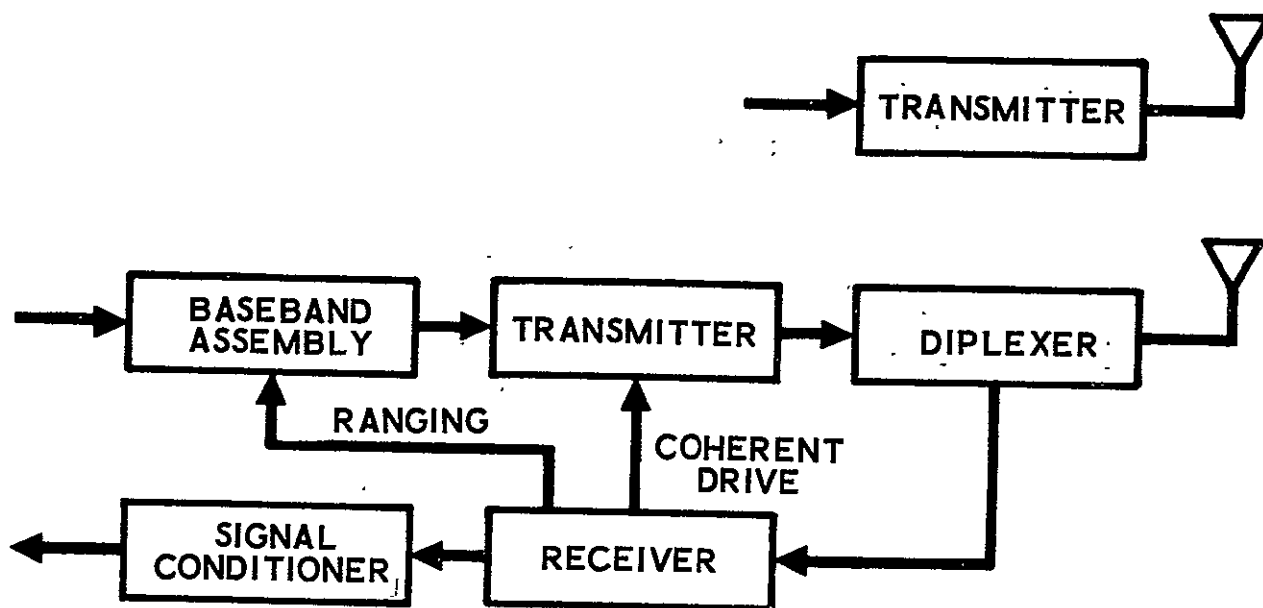 TRANSMITTER
BASEBAND
ASSEMBLY
TRANSMITTER
DIPLEXER
RANGING
COHERENT
DRIVE
SIGNAL
CONDITIONER
RECEIVER